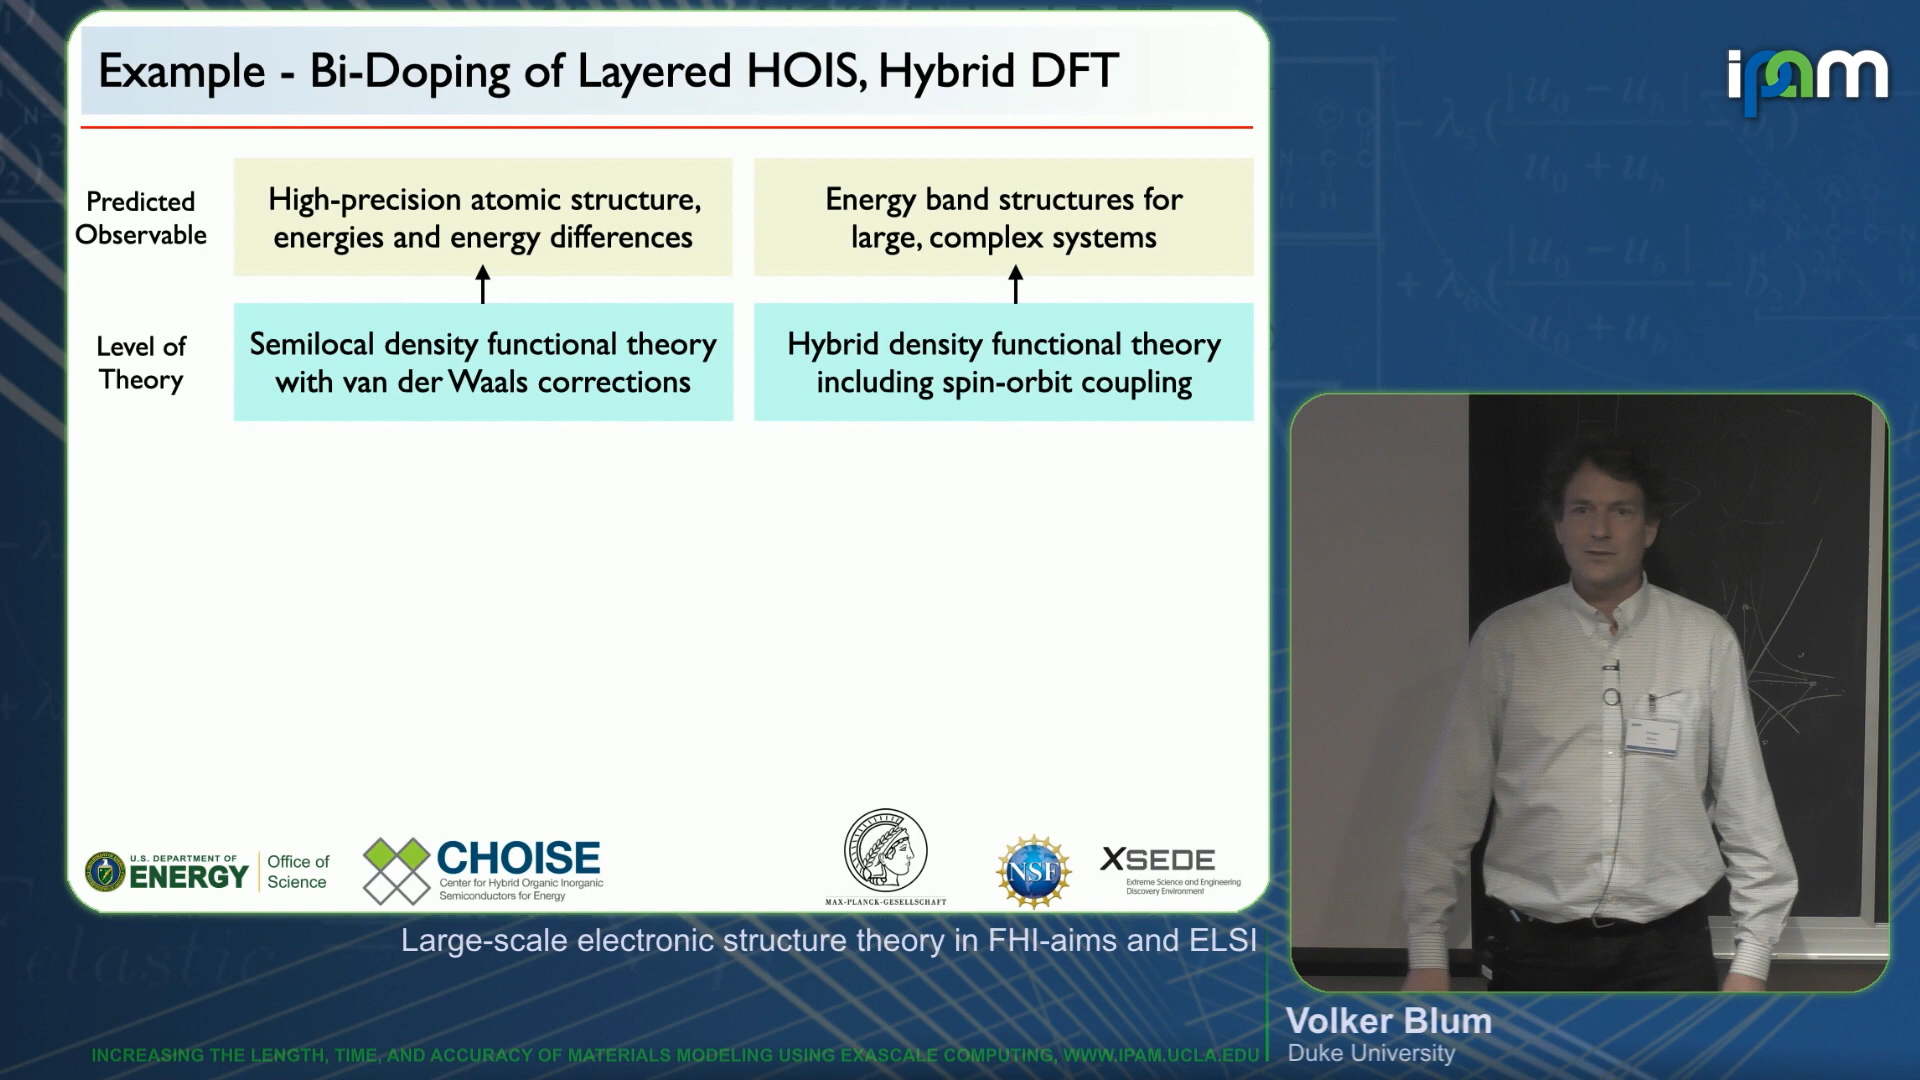 Example - Bi-Doping of Layered HOIS, Hybrid DFT
ipam
Predicted
Observable
High-precision atomic structure,
energies and energy differences
Energy band structures for
large, complex systems
Level of
Theory
Semilocal density functional theory
with van der Waals corrections
Hybrid density functional theory
including spin-orbit coupling
U.S. DEPARTMENT OF
ENERGY
Office of
Science
CHOISE
Center for Hybrid Organic Inorganic
Semiconductors for Energy
MAX-PLANCK-GESELLSCHAFT
NSF
XSEDE
Extreme Science and Engineering
Discovery Environment
Large-scale electronic structure theory in FHI-aims and ELSI
Volker Blum
Duke University
INCREASING THE LENGTH, TIME, AND ACCURACY OF MATERIALS MODELING USING EXASCALE COMPUTING, WWW.IPAM.UCLA.EDU
elastic